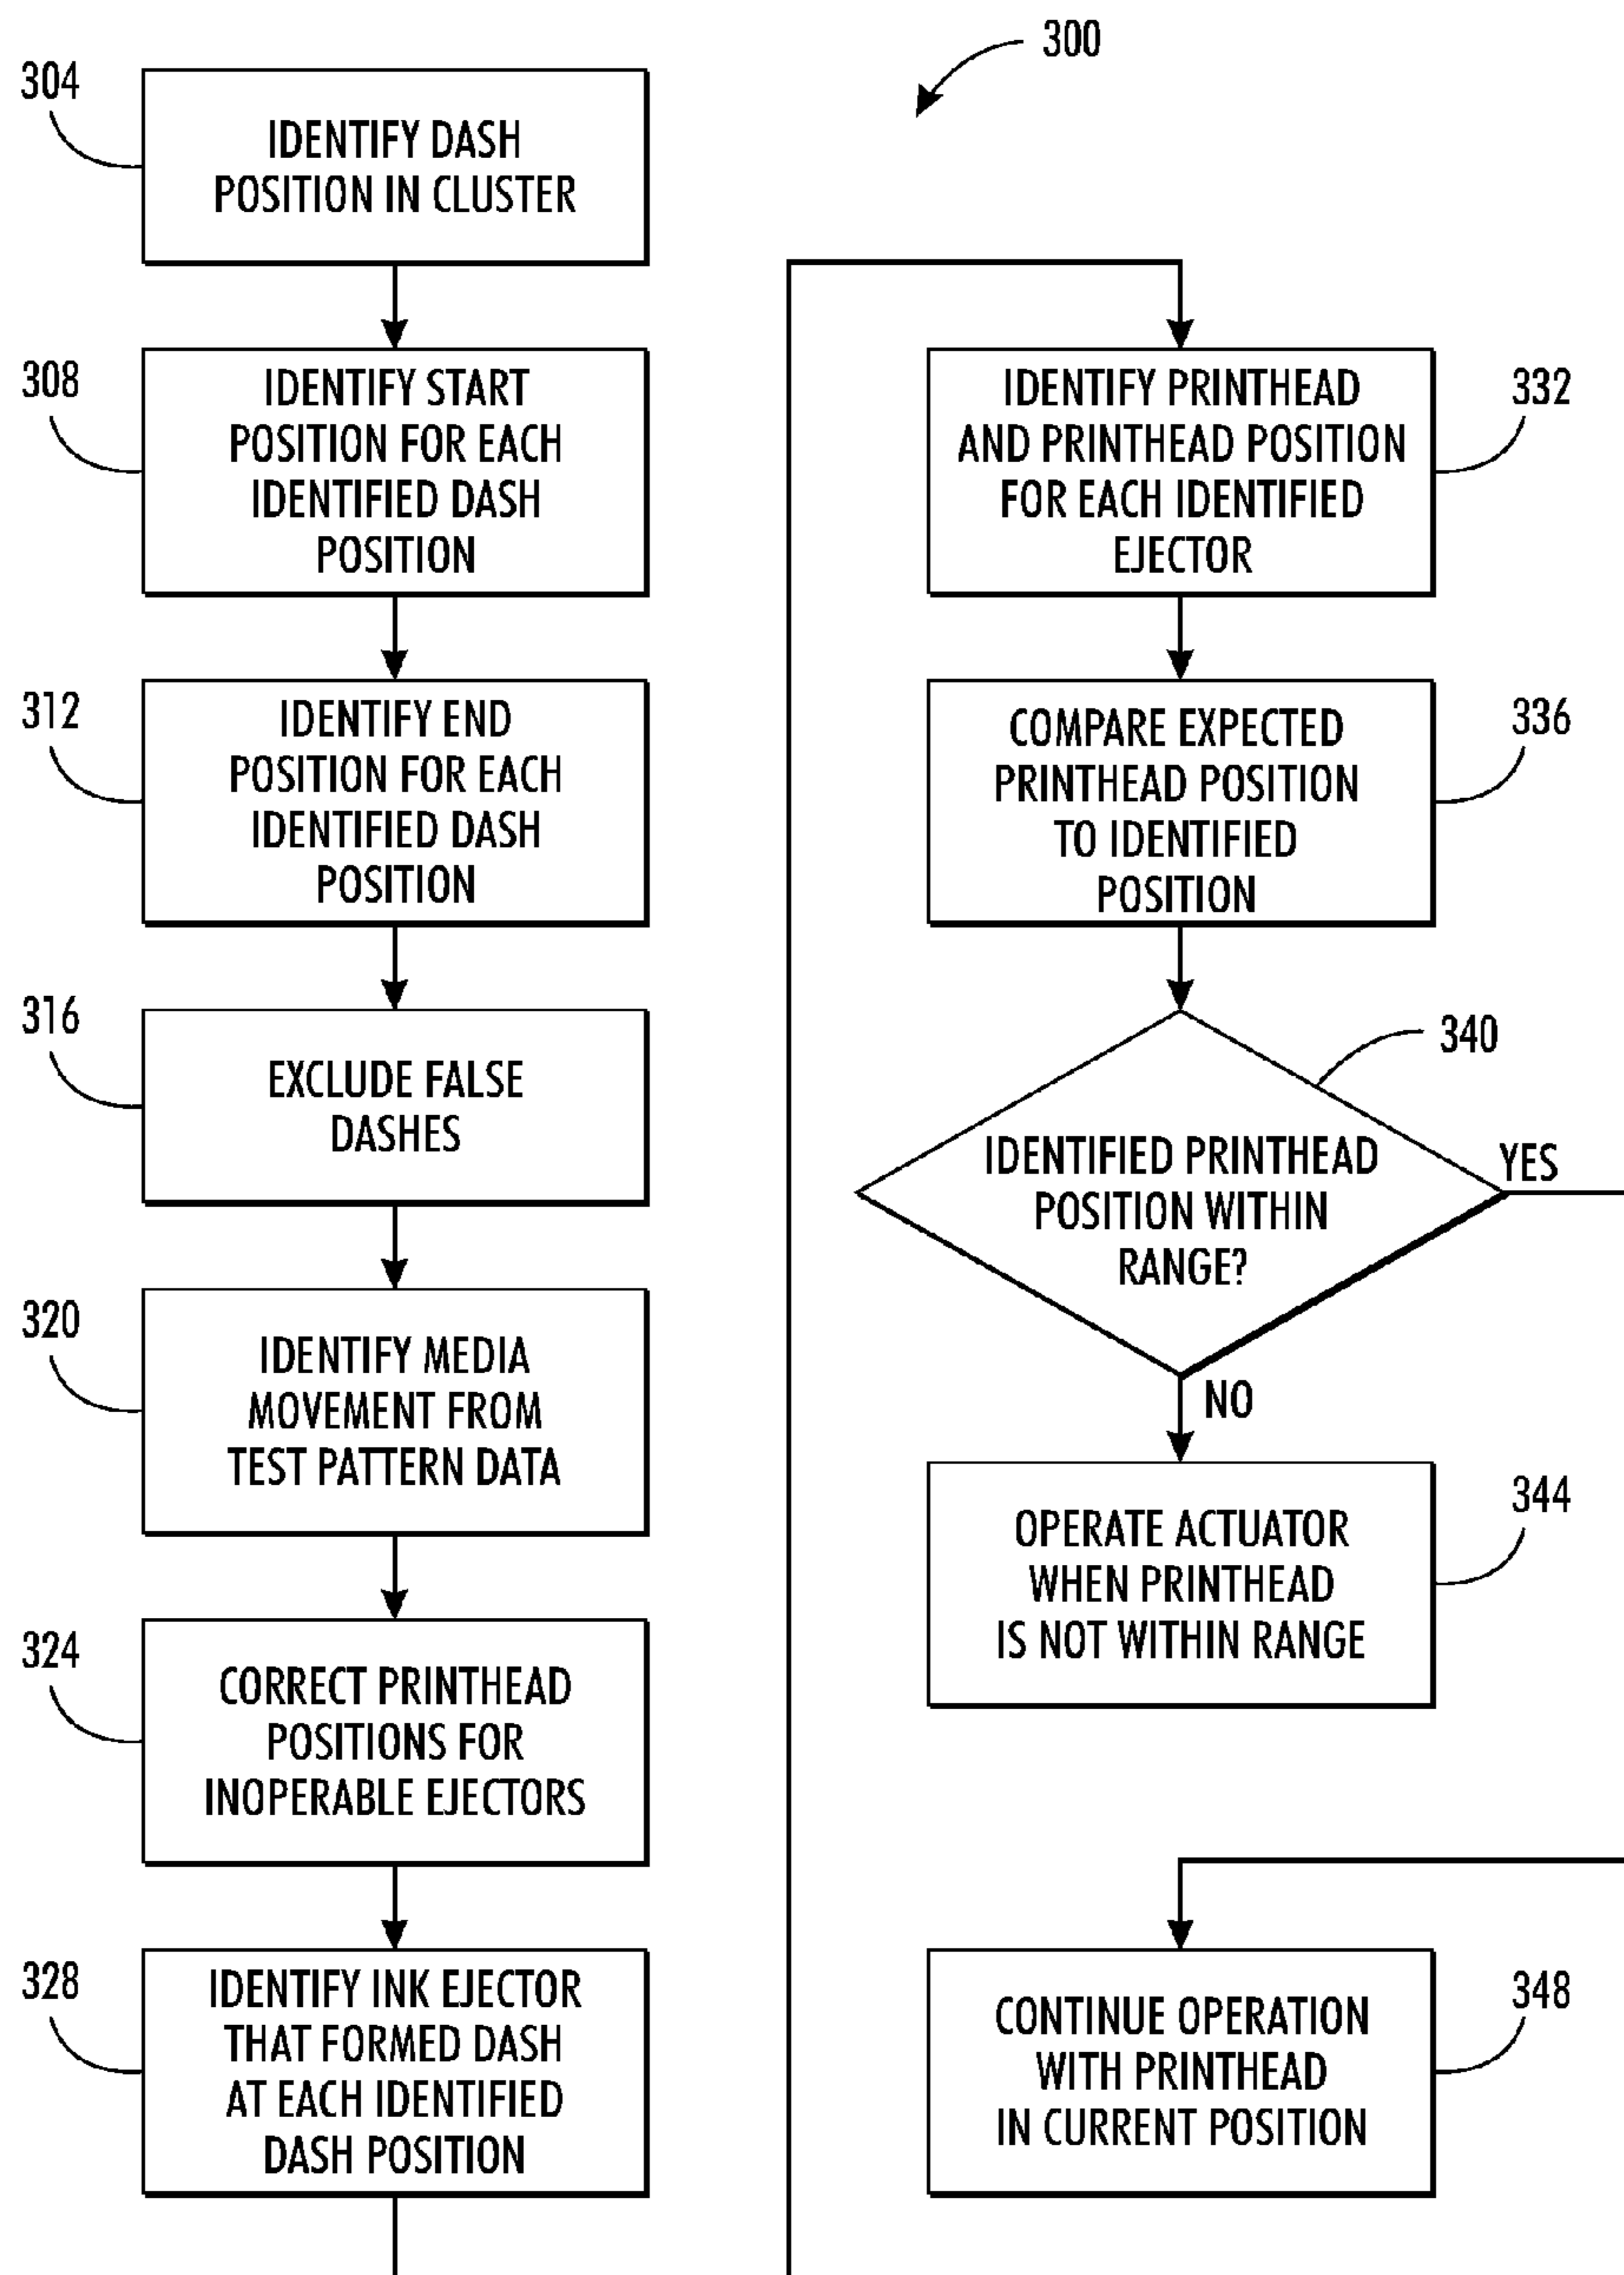 300
304
IDENTIFY DASH
POSITION IN CLUSTER
308
IDENTIFY START
POSITION FOR EACH
IDENTIFIED DASH
POSITION
312
IDENTIFY END
POSITION FOR EACH
IDENTIFIED DASH
POSITION
316
EXCLUDE FALSE
DASHES
320
IDENTIFY MEDIA
MOVEMENT FROM
TEST PATTERN DATA
324
CORRECT PRINTHEAD
POSITIONS FOR
INOPERABLE EJECTORS
328
IDENTIFY INK EJECTOR
THAT FORMED DASH
AT EACH IDENTIFIED
DASH POSITION
332
IDENTIFY PRINTHEAD
AND PRINTHEAD POSITION
FOR EACH IDENTIFIED
EJECTOR
336
COMPARE EXPECTED
PRINTHEAD POSITION
TO IDENTIFIED
POSITION
340
IDENTIFIED PRINTHEAD
POSITION WITHIN
RANGE?
YES
NO
344
OPERATE ACTUATOR
WHEN PRINTHEAD
IS NOT WITHIN RANGE
348
CONTINUE OPERATION
WITH PRINTHEAD
IN CURRENT POSITION